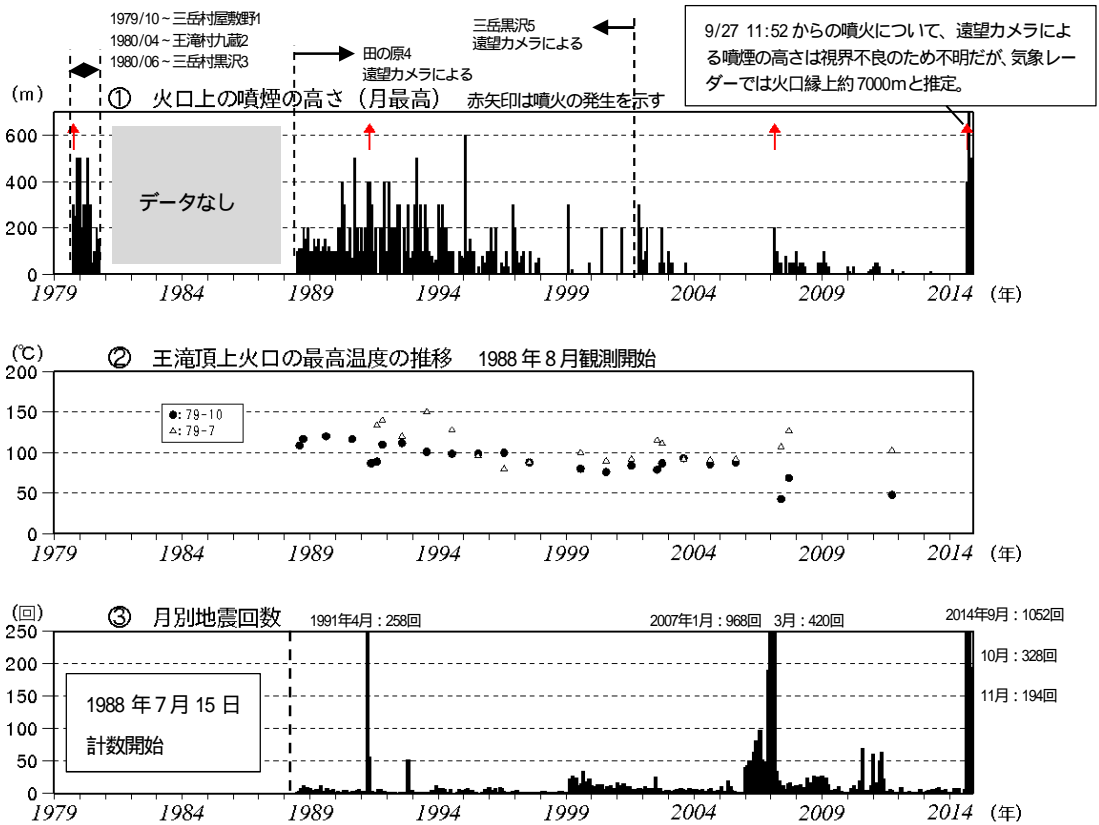 1979/10～三岳村屋敷野1
1980/04～王滝村九蔵2
1980/06～三岳村黒沢3
田の原4
遠望カメラによる
三岳黒沢5
遠望カメラによる
9/27 11:52 からの噴火について、遠望カメラによ
る噴煙の高さは視界不良のため不明だが、気象レー
ダーでは火口縁上約7000mと推定。
(m)
① 火口上の噴煙の高さ（月最高） 赤矢印は噴火の発生を示す
600
400
200
0
データなし
1979 1984 1989 1994 1999 2004 2009 2014 (年)
(℃)
② 王滝頂上火口の最高温度の推移 1988年8月観測開始
200
150
100
50
0
●: 79-10
△: 79-7
1979 1984 1989 1994 1999 2004 2009 2014 (年)
(回)
③ 月別地震回数
1991年4月：258回
2007年1月：968回 3月：420回
2014年9月：1052回
10月：328回
11月：194回
250
200
150
100
50
0
1988年7月15日
計数開始
1979 1984 1989 1994 1999 2004 2009 2014 (年)